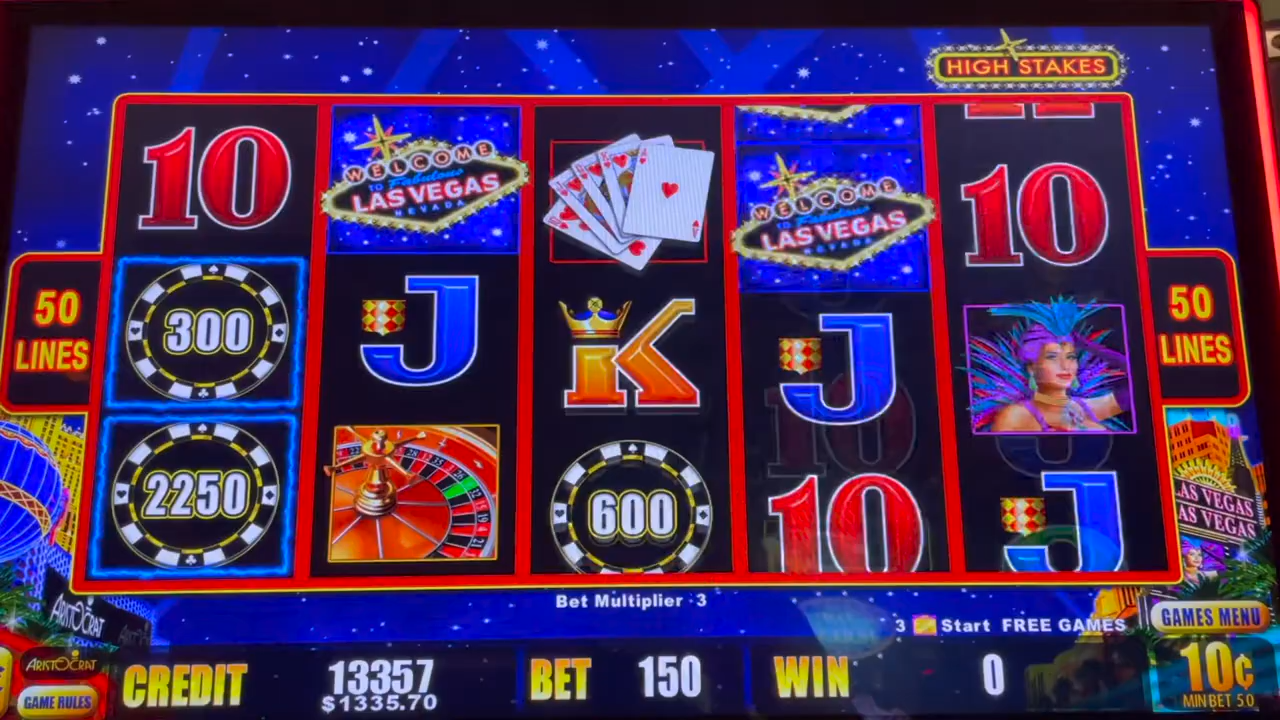 HIGH STAKES
10
WELCOME
TO Fabulous
LAS VEGAS
NEVADA
WELCOME
TO Fabulous
LAS VEGAS
NEVADA
10
50
LINES
300
J
K
J
50
LINES
2250
600
10
J
LAS VEGAS
LAS VEGAS
Bet Multiplier 3
3 Start FREE GAMES
ARISTOCRAT
GAMES MENU
ARISTOCRAT
GAME RULES
CREDIT
13357
$1335.70
BET
150
WIN
0
10¢
MIN BET 50